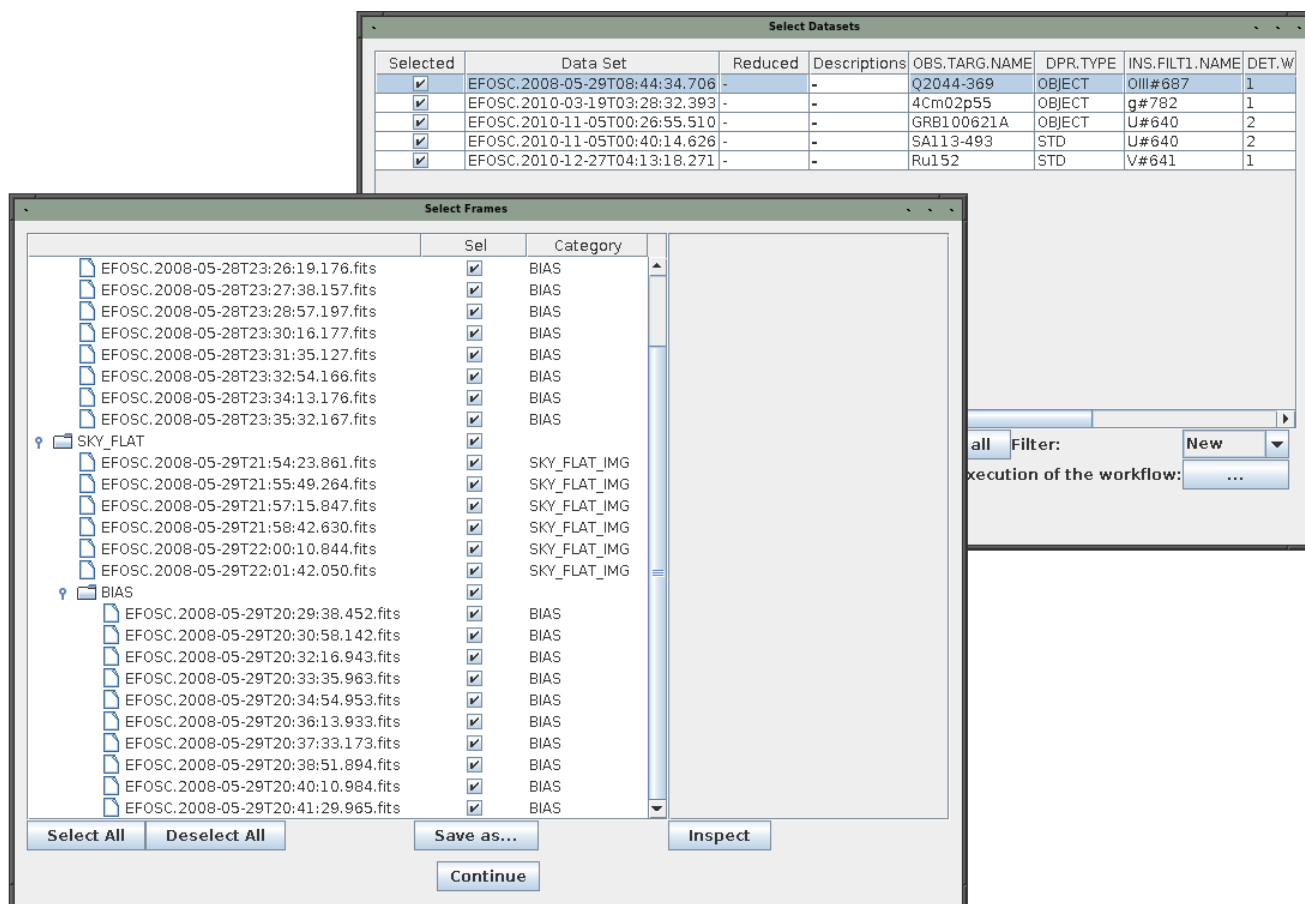 Select Datasets
Selected Data Set Reduced Descriptions OBS.TARG.NAME DPR.TYPE INS.FILT1.NAME DET.W
EFOSC.2008-05-29T08:44:34.706 - - Q2044-369 OBJECT OIII#687 1
EFOSC.2010-03-19T03:28:32.393 - - 4Cm02p55 OBJECT g#782 1
EFOSC.2010-11-05T00:26:55.510 - - GRB100621A OBJECT U#640 2
EFOSC.2010-11-05T00:40:14.626 - - SA113-493 STD U#640 2
EFOSC.2010-12-27T04:13:18.271 - - Ru152 STD V#641 1
all Filter: New
xecution of the workflow: ...
Select Frames
Sel Category
EFOSC.2008-05-28T23:26:19.176.fits BIAS
EFOSC.2008-05-28T23:27:38.157.fits BIAS
EFOSC.2008-05-28T23:28:57.197.fits BIAS
EFOSC.2008-05-28T23:30:16.177.fits BIAS
EFOSC.2008-05-28T23:31:35.127.fits BIAS
EFOSC.2008-05-28T23:32:54.166.fits BIAS
EFOSC.2008-05-28T23:34:13.176.fits BIAS
EFOSC.2008-05-28T23:35:32.167.fits BIAS
SKY_FLAT
EFOSC.2008-05-29T21:54:23.861.fits SKY_FLAT_IMG
EFOSC.2008-05-29T21:55:49.264.fits SKY_FLAT_IMG
EFOSC.2008-05-29T21:57:15.847.fits SKY_FLAT_IMG
EFOSC.2008-05-29T21:58:42.630.fits SKY_FLAT_IMG
EFOSC.2008-05-29T22:00:10.844.fits SKY_FLAT_IMG
EFOSC.2008-05-29T22:01:42.050.fits SKY_FLAT_IMG
BIAS
EFOSC.2008-05-29T20:29:38.452.fits BIAS
EFOSC.2008-05-29T20:30:58.142.fits BIAS
EFOSC.2008-05-29T20:32:16.943.fits BIAS
EFOSC.2008-05-29T20:33:35.963.fits BIAS
EFOSC.2008-05-29T20:34:54.953.fits BIAS
EFOSC.2008-05-29T20:36:13.933.fits BIAS
EFOSC.2008-05-29T20:37:33.173.fits BIAS
EFOSC.2008-05-29T20:38:51.894.fits BIAS
EFOSC.2008-05-29T20:40:10.984.fits BIAS
EFOSC.2008-05-29T20:41:29.965.fits BIAS
Select All Deselect All Save as... Inspect
Continue